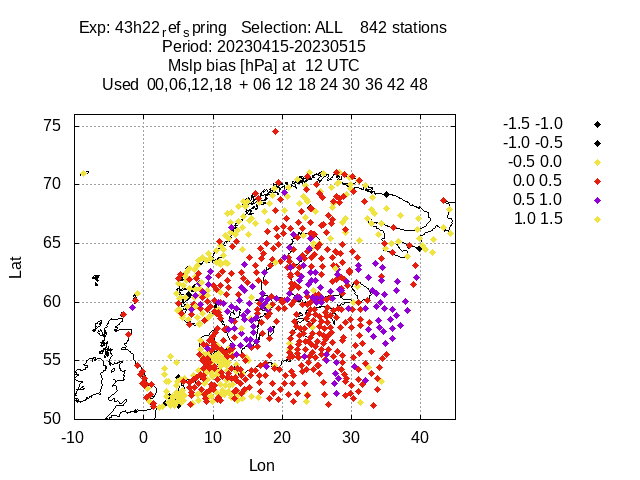 Exp: 43h22refspring   Selection: ALL    842 stations
Period: 20230415-20230515
Mslp bias [hPa] at  12 UTC
Used  00,06,12,18  + 06 12 18 24 30 36 42 48
-1.5 -1.0
-1.0 -0.5
-0.5 0.0
0.0 0.5
0.5 1.0
1.0 1.5
75
70
65
60
55
50
Lat
-10 0 10 20 30 40
Lon